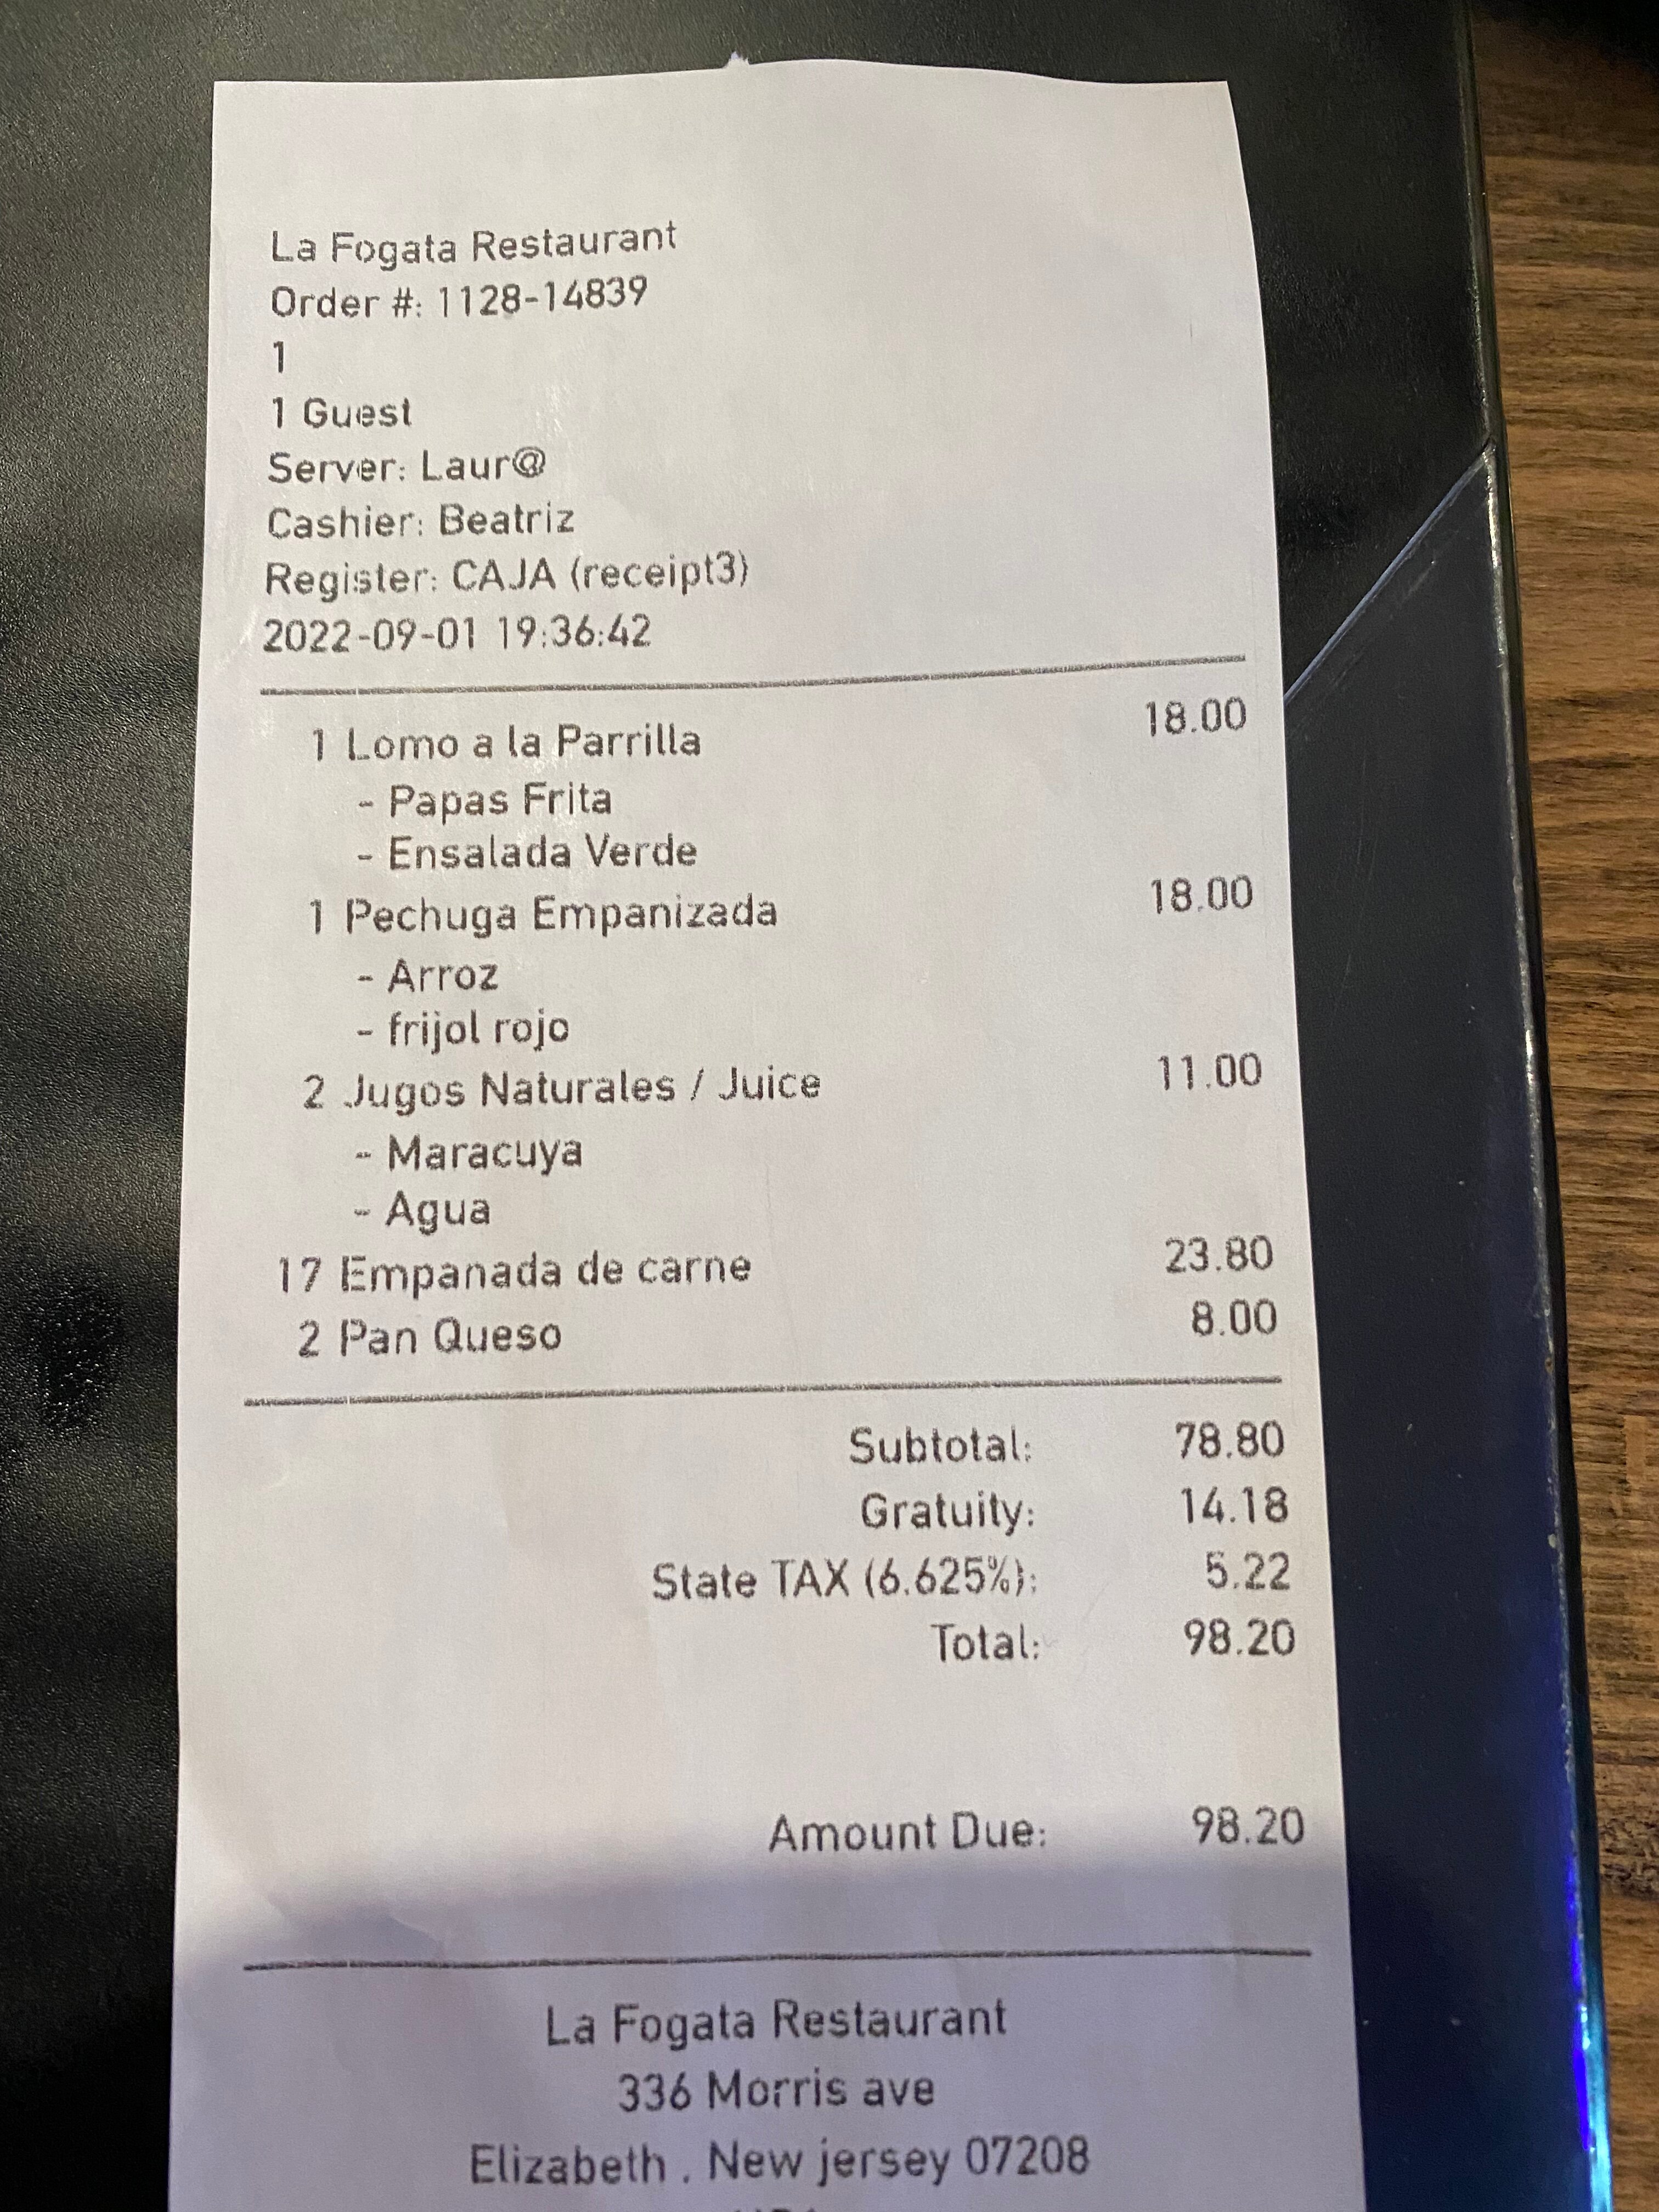 La Fogata Restaurant
Order #: 1128-14839
1
1 Guest
Server: Laur@
Cashier: Beatriz
Register: CAJA (receipt3)
2022-09-01 19:36:42
1 Lomo a la Parrilla 18.00
- Papas Frita
- Ensalada Verde
1 Pechuga Empanizada 18.00
- Arroz
- frijol rojo
2 Jugos Naturales / Juice 11.00
- Maracuya
- Agua
17 Empanada de carne 23.80
2 Pan Queso 8.00
Subtotal: 78.80
Gratuity: 14.18
State TAX (6.625%): 5.22
Total: 98.20
Amount Due: 98.20
La Fogata Restaurant
336 Morris ave
Elizabeth . New jersey 07208